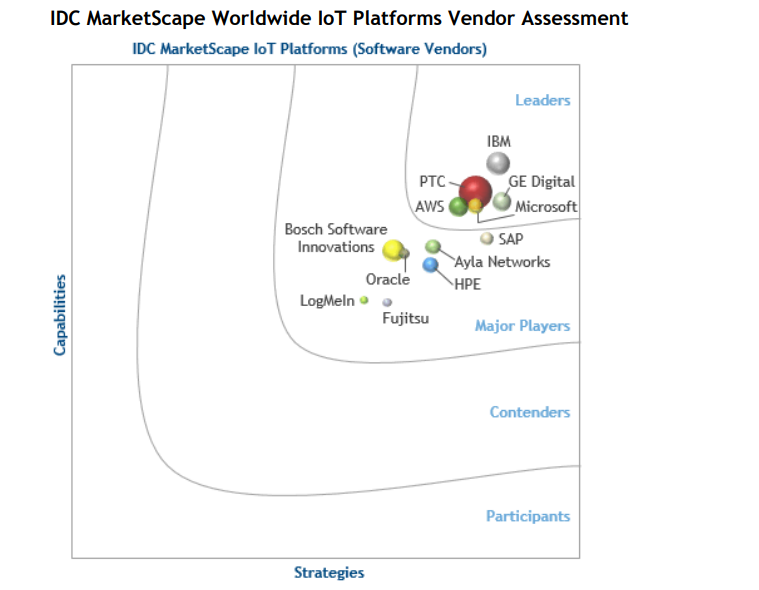 IDC MarketScape Worldwide IoT Platforms Vendor Assessment
IDC MarketScape IoT Platforms (Software Vendors)
Leaders
IBM
PTC
GE Digital
AWS
Microsoft
Bosch Software
Innovations
SAP
Ayla Networks
Oracle
HPE
LogMeIn
Fujitsu
Major Players
Capabilities
Contenders
Participants
Strategies